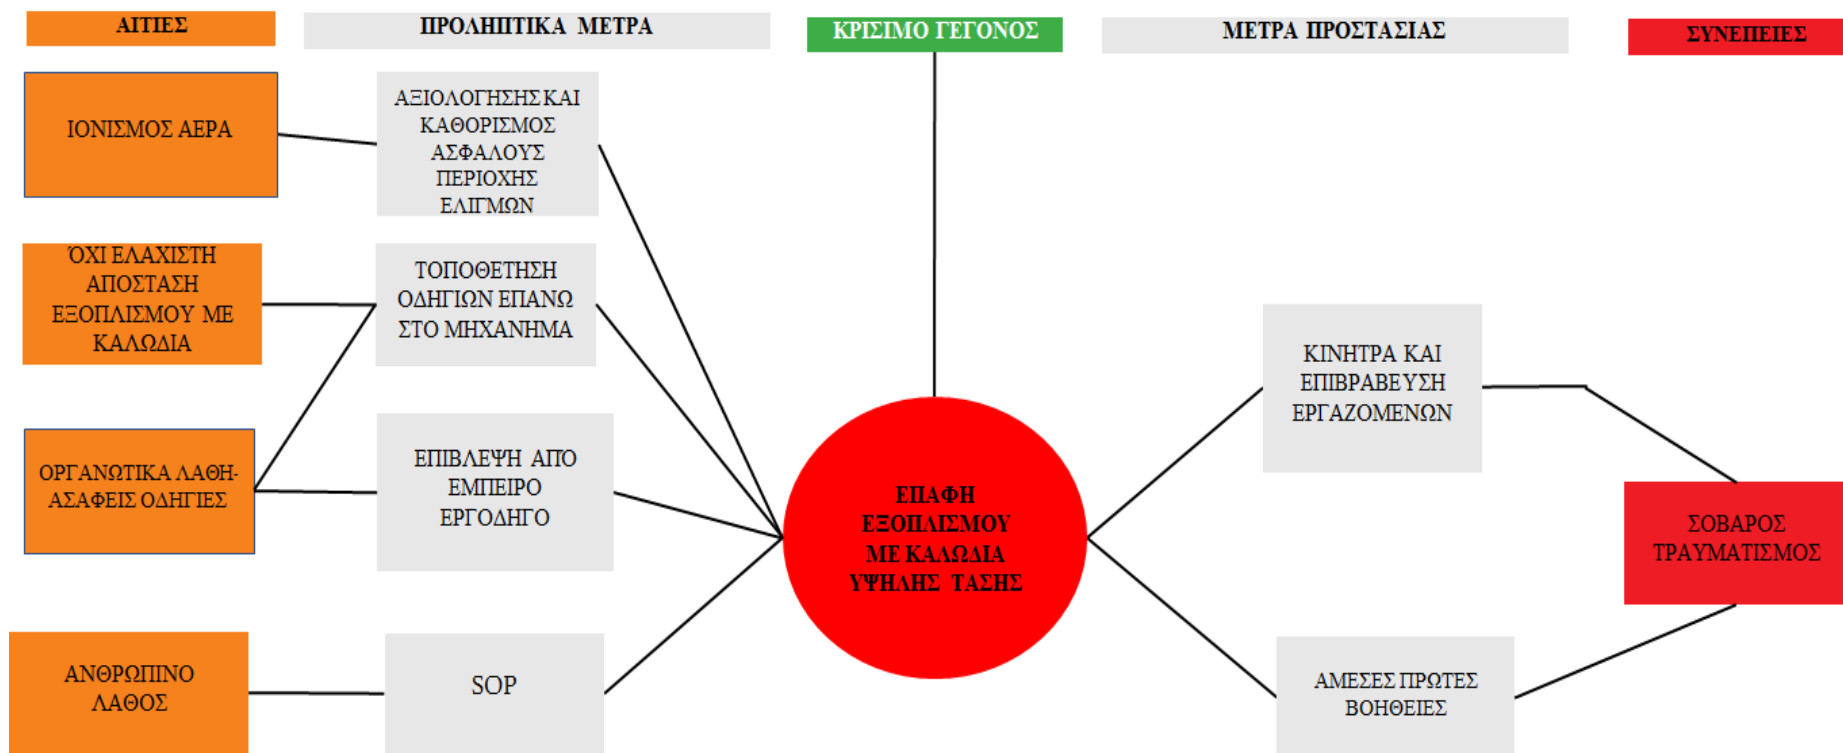 ΑΙΤΙΕΣ
ΠΡΟΛΗΠΤΙΚΑ ΜΕΤΡΑ
ΚΡΙΣΙΜΟ ΓΕΓΟΝΟΣ
ΜΕΤΡΑ ΠΡΟΣΤΑΣΙΑΣ
ΣΥΝΕΠΕΙΕΣ
ΙΟΝΙΣΜΟΣ ΑΕΡΑ
ΑΞΙΟΛΟΓΗΣΗΣ ΚΑΙ
ΚΑΘΟΡΙΣΜΟΣ
ΑΣΦΑΛΟΥΣ
ΠΕΡΙΟΧΗΣ
ΕΛΙΓΜΩΝ
ΌΧΙ ΕΛΑΧΙΣΤΗ
ΑΠΟΣΤΑΣΗ
ΕΞΟΠΛΙΣΜΟΥ ΜΕ
ΚΑΛΩΔΙΑ
ΤΟΠΟΘΕΤΗΣΗ
ΟΔΗΓΙΩΝ ΕΠΑΝΩ
ΣΤΟ ΜΗΧΑΝΗΜΑ
ΟΡΓΑΝΩΤΙΚΑ ΛΑΘΗ-
ΑΣΑΦΕΙΣ ΟΔΗΓΙΕΣ
ΕΠΙΒΛΕΨΗ ΑΠΌ
ΕΜΠΕΙΡΟ
ΕΡΓΟΔΗΓΟ
ΑΝΘΡΩΠΙΝΟ
ΛΑΘΟΣ
SOP
ΕΠΑΦΗ
ΕΞΟΠΛΙΣΜΟΥ
ΜΕ ΚΑΛΩΔΙΑ
ΥΨΗΛΗΣ ΤΑΣΗΣ
ΚΙΝΗΤΡΑ ΚΑΙ
ΕΠΙΒΡΑΒΕΥΣΗ
ΕΡΓΑΖΟΜΕΝΩΝ
ΑΜΕΣΕΣ ΠΡΩΤΕΣ
ΒΟΗΘΕΙΕΣ
ΣΟΒΑΡΟΣ
ΤΡΑΥΜΑΤΙΣΜΟΣ